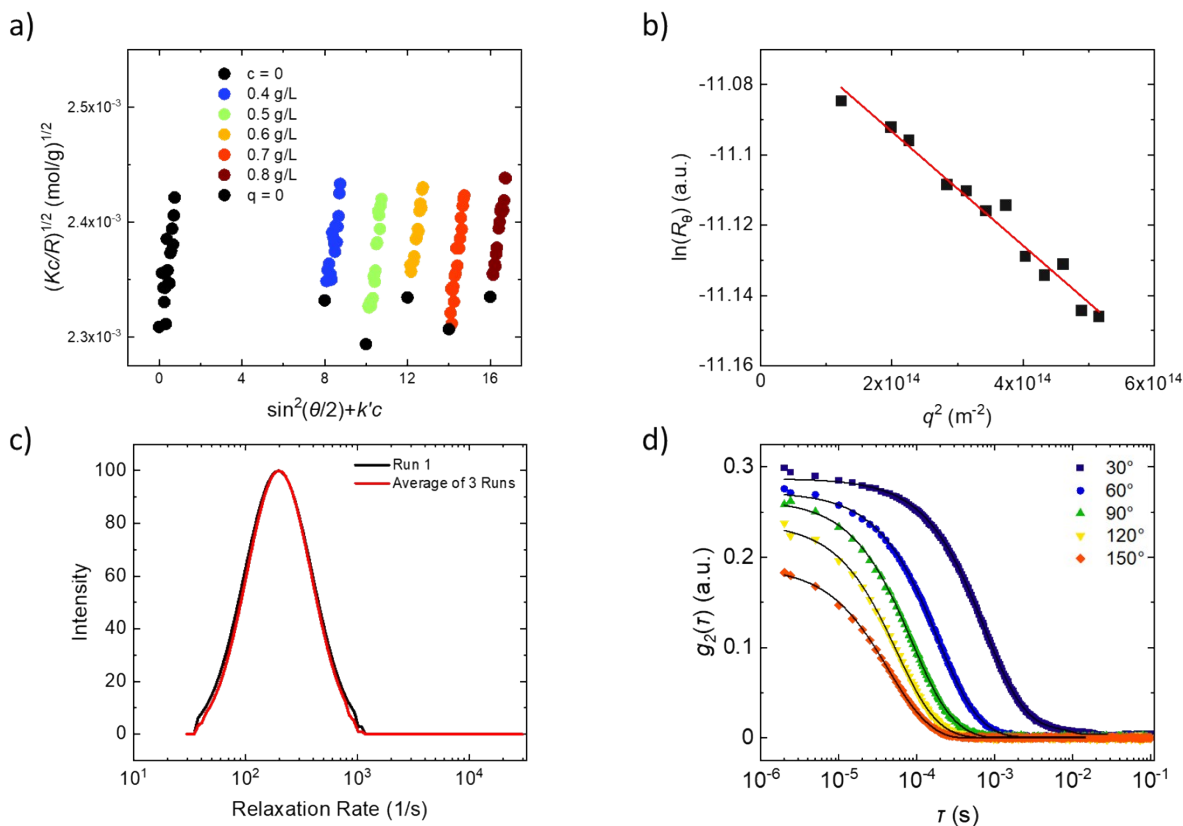 a)
2.5x10⁻³
2.4x10⁻³
2.3x10⁻³
(Kc/R)^1/2 (mol/g)^1/2
c = 0
0.4 g/L
0.5 g/L
0.6 g/L
0.7 g/L
0.8 g/L
q = 0
0 4 8 12 16
sin²(θ/2)+k'c
b)
-11.08
-11.1
-11.12
-11.14
-11.16
ln(R_θ) (a.u.)
0 2x10¹⁴ 4x10¹⁴ 6x10¹⁴
q² (m⁻²)
c)
100
80
60
40
20
0
Intensity
Run 1
Average of 3 Runs
10¹ 10² 10³ 10⁴
Relaxation Rate (1/s)
d)
0.3
0.2
0.1
0
g₂(τ) (a.u.)
30°
60°
90°
120°
150°
10⁻⁶ 10⁻⁵ 10⁻⁴ 10⁻³ 10⁻² 10⁻¹
τ (s)